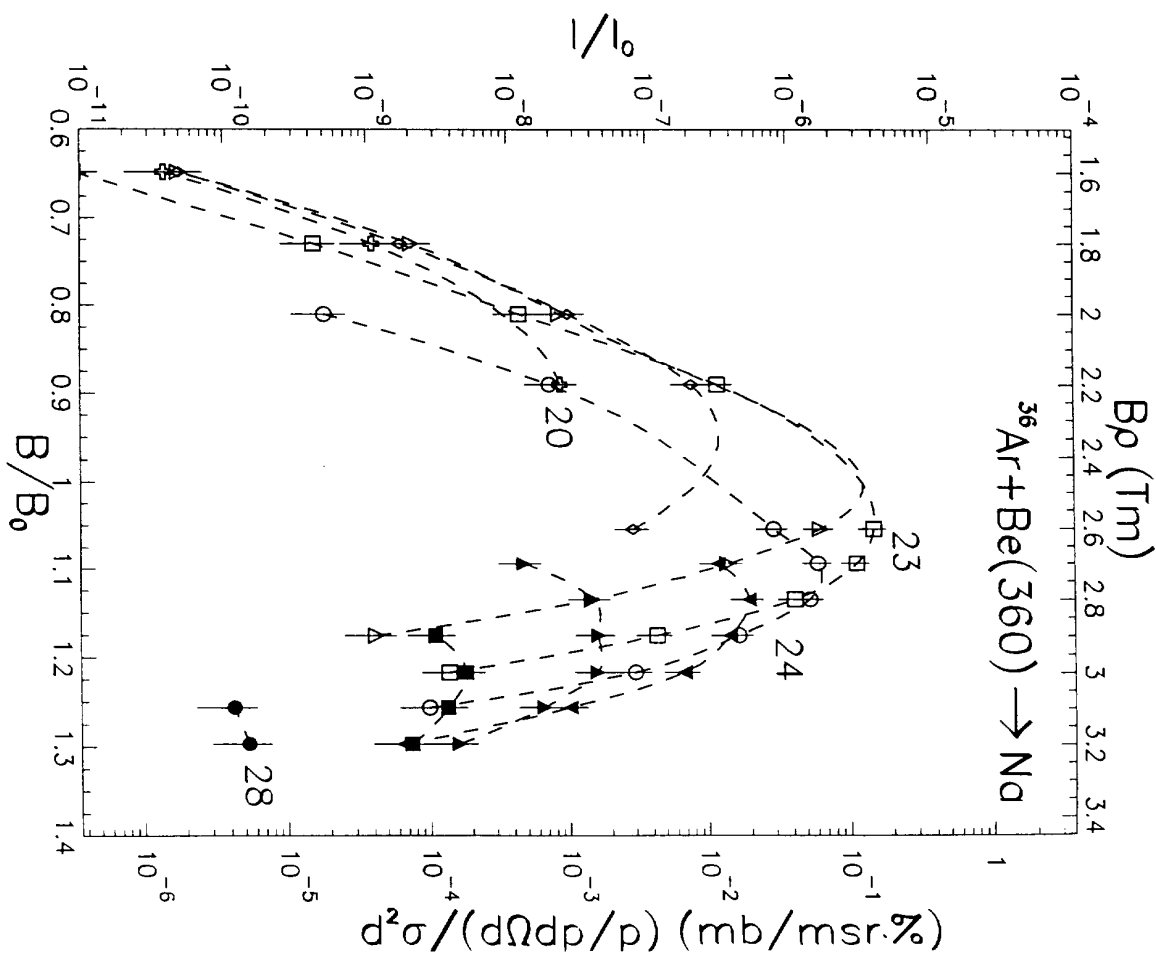 Bρ (Tm)
1.6 1.8 2 2.2 2.4 2.6 2.8 3 3.2 3.4
³⁶Ar+Be(360) → Na
I/I₀
10⁻⁴
10⁻⁵
10⁻⁶
10⁻⁷
10⁻⁸
10⁻⁹
10⁻¹⁰
10⁻¹¹
23
24
20
28
1
10⁻¹
10⁻²
10⁻³
10⁻⁴
10⁻⁵
10⁻⁶
d²σ/(dΩdp/p) (mb/msr.%)
0.6 0.7 0.8 0.9 1 1.1 1.2 1.3 1.4
B/B₀